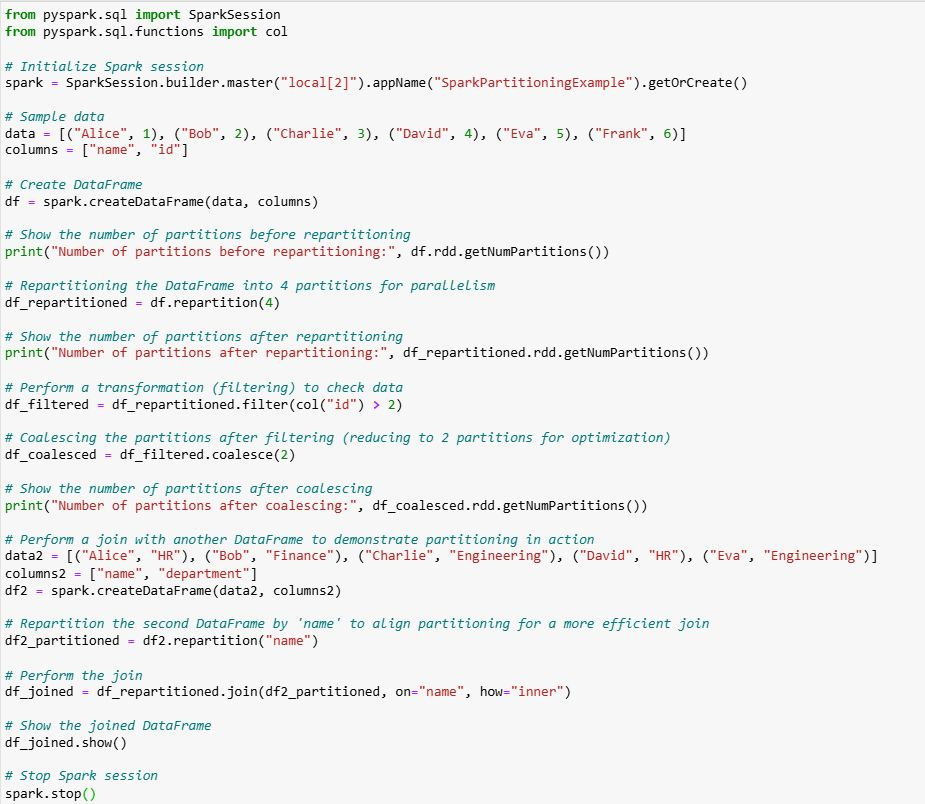 from pyspark.sql import SparkSession
from pyspark.sql.functions import col
# Initialize Spark session
spark = SparkSession.builder.master("local[2]").appName("SparkPartitioningExample").getOrCreate()
# Sample data
data = [("Alice", 1), ("Bob", 2), ("Charlie", 3), ("David", 4), ("Eva", 5), ("Frank", 6)]
columns = ["name", "id"]
# Create DataFrame
df = spark.createDataFrame(data, columns)
# Show the number of partitions before repartitioning
print("Number of partitions before repartitioning:", df.rdd.getNumPartitions())
# Repartitioning the DataFrame into 4 partitions for parallelism
df_repartitioned = df.repartition(4)
# Show the number of partitions after repartitioning
print("Number of partitions after repartitioning:", df_repartitioned.rdd.getNumPartitions())
# Perform a transformation (filtering) to check data
df_filtered = df_repartitioned.filter(col("id") > 2)
# Coalescing the partitions after filtering (reducing to 2 partitions for optimization)
df_coalesced = df_filtered.coalesce(2)
# Show the number of partitions after coalescing
print("Number of partitions after coalescing:", df_coalesced.rdd.getNumPartitions())
# Perform a join with another DataFrame to demonstrate partitioning in action
data2 = [("Alice", "HR"), ("Bob", "Finance"), ("Charlie", "Engineering"), ("David", "HR"), ("Eva", "Engineering")]
columns2 = ["name", "department"]
df2 = spark.createDataFrame(data2, columns2)
# Repartition the second DataFrame by 'name' to align partitioning for a more efficient join
df2_partitioned = df2.repartition("name")
# Perform the join
df_joined = df_repartitioned.join(df2_partitioned, on="name", how="inner")
# Show the joined DataFrame
df_joined.show()
# Stop Spark session
spark.stop()